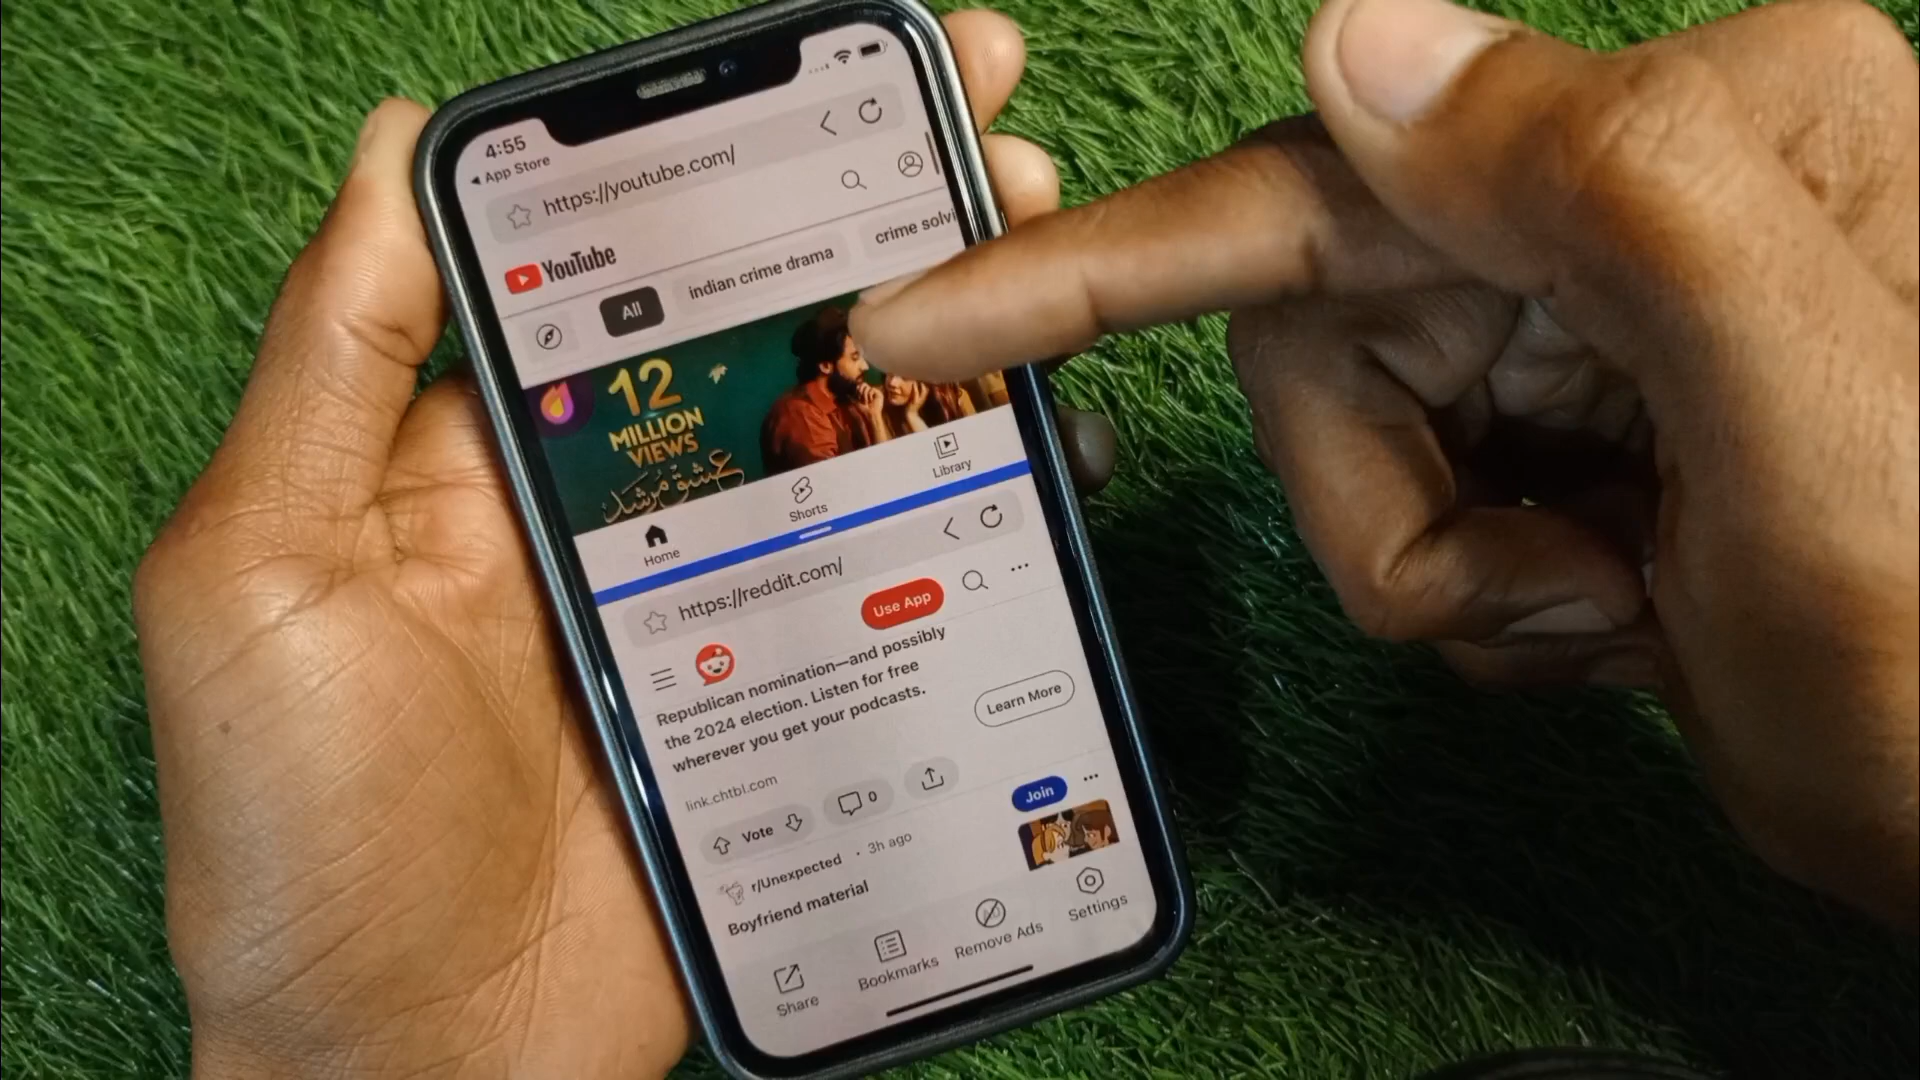 4:55
App Store
https://youtube.com/
YouTube
All
indian crime drama
crime solvi
12
MILLION
VIEWS
عشق مرشد
Home
Shorts
Library
https://reddit.com/
Use App
Republican nomination—and possibly
the 2024 election. Listen for free
wherever you get your podcasts.
link.chtbl.com
Learn More
Vote
0
r/Unexpected · 3h ago
Join
Boyfriend material
Share
Bookmarks
Remove Ads
Settings